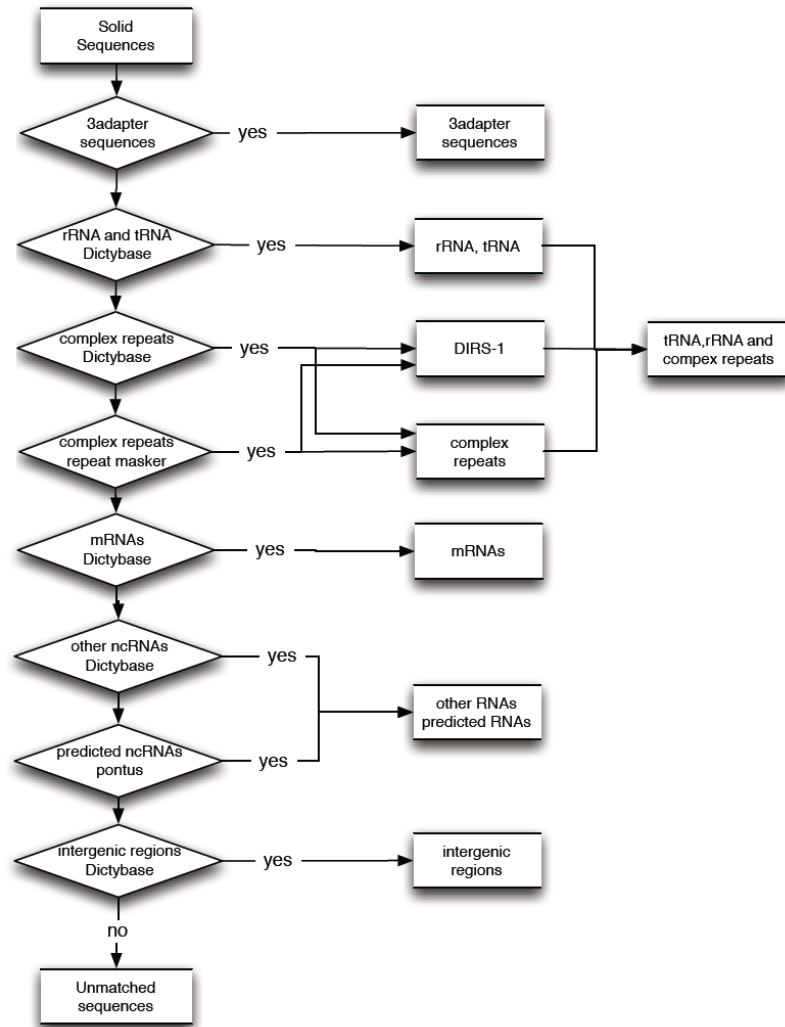 Solid
Sequences
3adapter
sequences
yes
3adapter
sequences
rRNA and tRNA
Dictybase
yes
rRNA, tRNA
complex repeats
Dictybase
yes
DIRS-1
tRNA,rRNA and
compex repeats
complex repeats
repeat masker
yes
complex
repeats
mRNAs
Dictybase
yes
mRNAs
other ncRNAs
Dictybase
yes
other RNAs
predicted RNAs
predicted ncRNAs
pontus
yes
intergenic regions
Dictybase
yes
intergenic
regions
no
Unmatched
sequences